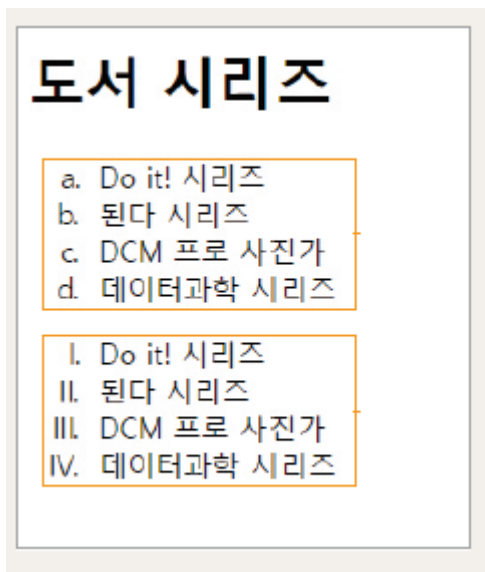 도서 시리즈
a. Do it! 시리즈
b. 된다 시리즈
c. DCM 프로 사진가
d. 데이터과학 시리즈
I. Do it! 시리즈
II. 된다 시리즈
III. DCM 프로 사진가
IV. 데이터과학 시리즈